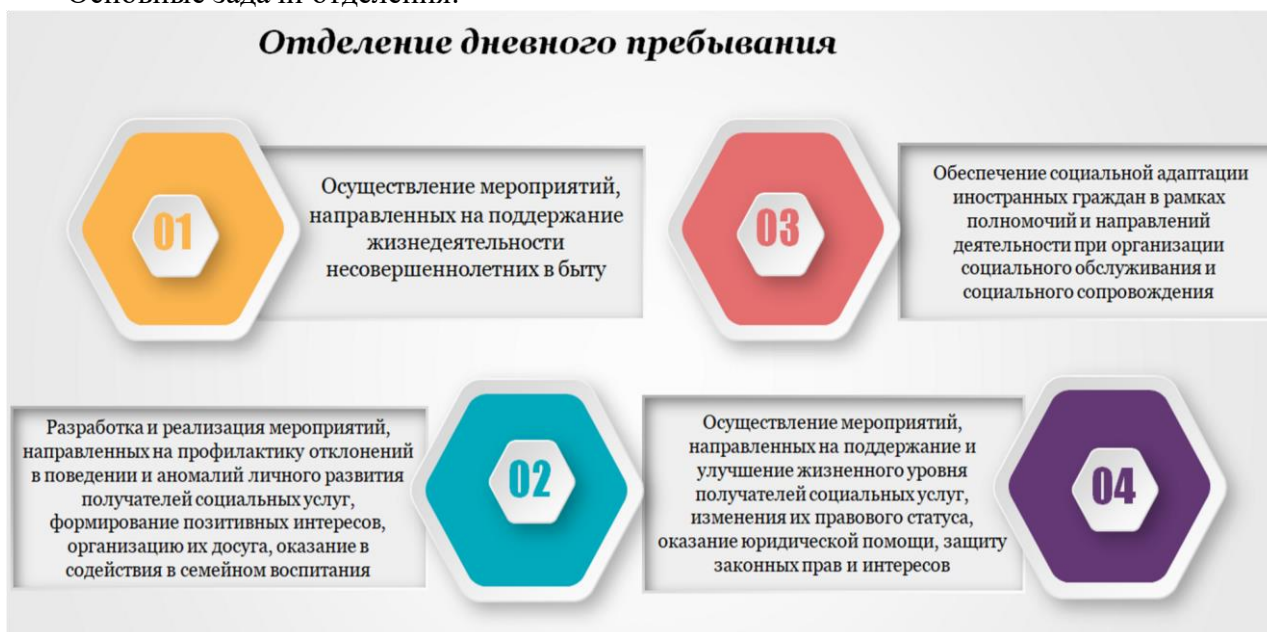 Основные задачи отделения:
Отделение дневного пребывания
01
Осуществление мероприятий,
направленных на поддержание
жизнедеятельности
несовершеннолетних в быту
02
Разработка и реализация мероприятий,
направленных на профилактику отклонений
в поведении и аномалий личного развития
получателей социальных услуг,
формирование позитивных интересов,
организацию их досуга, оказание в
содействия в семейном воспитания
03
Обеспечение социальной адаптации
иностранных граждан в рамках
полномочий и направлений
деятельности при организации
социального обслуживания и
социального сопровождения
04
Осуществление мероприятий,
направленных на поддержание и
улучшение жизненного уровня
получателей социальных услуг,
изменения их правового статуса,
оказание юридической помощи, защиту
законных прав и интересов